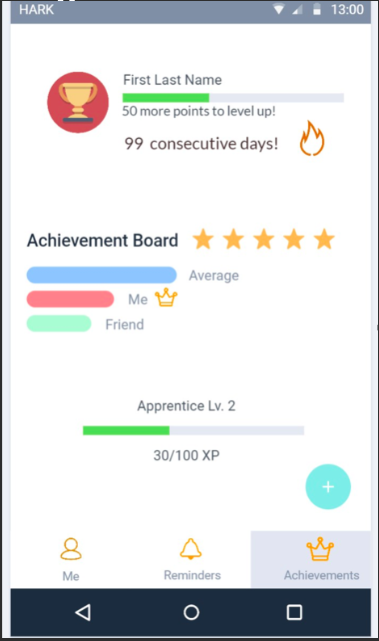 HARK 13:00
First Last Name
50 more points to level up!
99 consecutive days!
Achievement Board
Average
Me
Friend
Apprentice Lv. 2
30/100 XP
+
Me Reminders Achievements